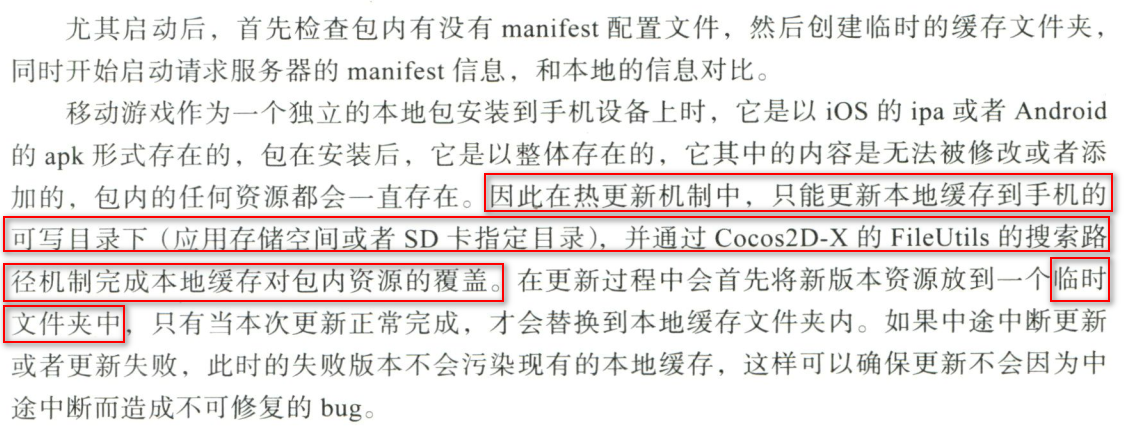 尤其启动后，首先检查包内有没有 manifest 配置文件，然后创建临时的缓存文件夹，
同时开始启动请求服务器的 manifest 信息，和本地的信息对比。
移动游戏作为一个独立的本地包安装到手机设备上时，它是以 iOS 的 ipa 或者 Android
的 apk 形式存在的，包在安装后，它是以整体存在的，它其中的内容是无法被修改或者添
加的，包内的任何资源都会一直存在。因此在热更新机制中，只能更新本地缓存到手机的
可写目录下（应用存储空间或者 SD 卡指定目录），并通过 Cocos2D-X 的 FileUtils 的搜索路
径机制完成本地缓存对包内资源的覆盖。在更新过程中会首先将新版本资源放到一个临时
文件夹中，只有当本次更新正常完成，才会替换到本地缓存文件夹内。如果中途中断更新
或者更新失败，此时的失败版本不会污染现有的本地缓存，这样可以确保更新不会因为中
途中断而造成不可修复的 bug。